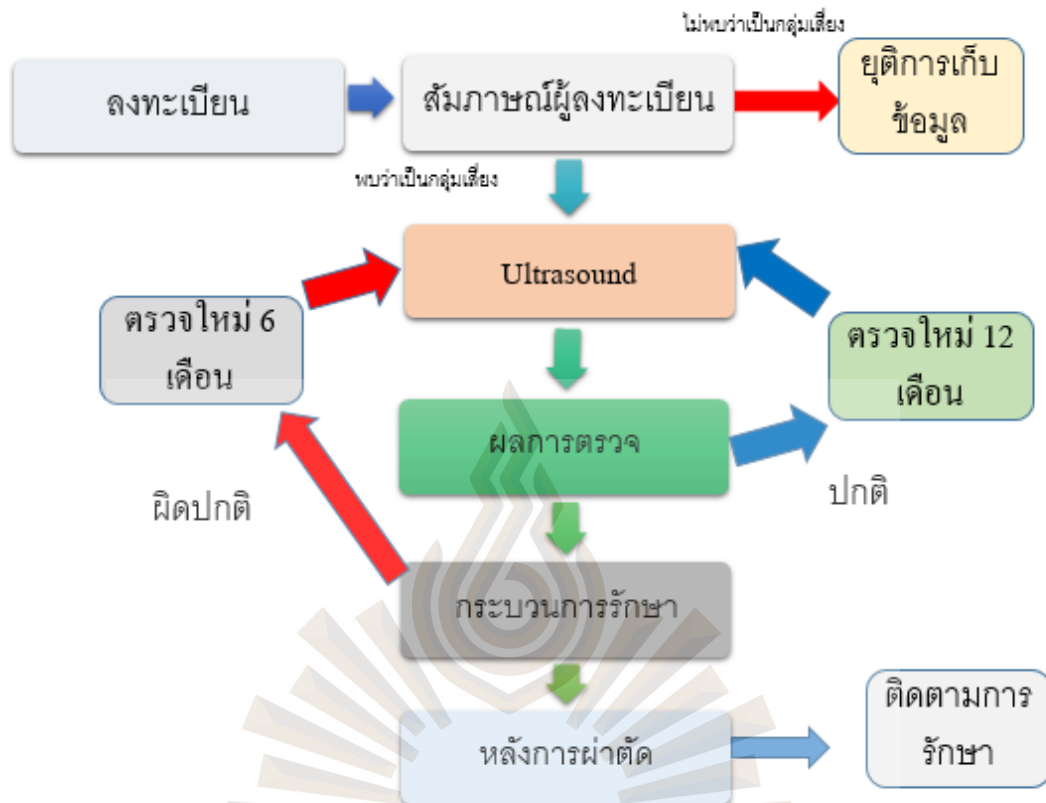 ไม่พบว่าเป็นกลุ่มเสี่ยง
ลงทะเบียน
สัมภาษณ์ผู้ลงทะเบียน
ยุติการเก็บ
ข้อมูล
พบว่าเป็นกลุ่มเสี่ยง
Ultrasound
ตรวจใหม่ 6
เดือน
ตรวจใหม่ 12
เดือน
ผลการตรวจ
ผิดปกติ
ปกติ
กระบวนการรักษา
หลังการผ่าตัด
ติดตามการ
รักษา